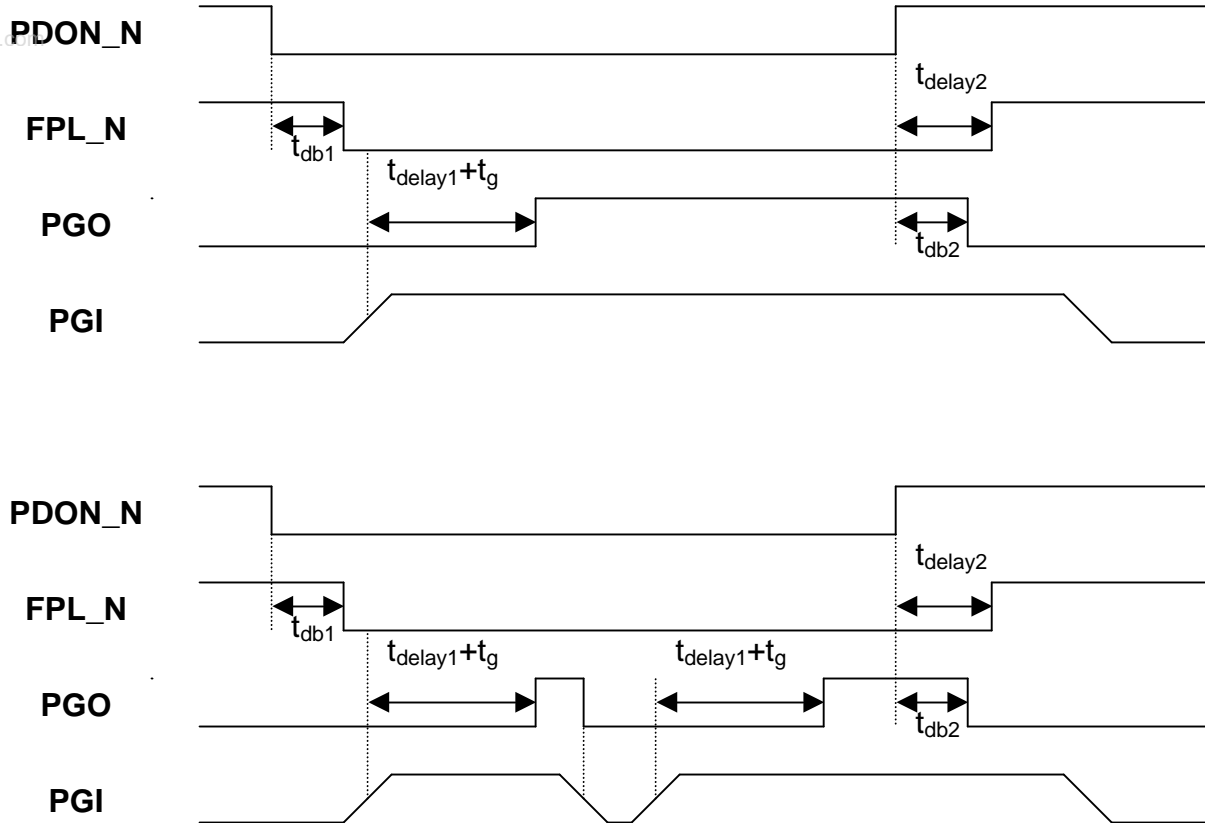 PDON_N
.com
tdelay2
FPL_N
tdb1
tdelay1+tg
PGO
tdb2
PGI
PDON_N
tdelay2
FPL_N
tdb1
tdelay1+tg
tdelay1+tg
PGO
tdb2
PGI